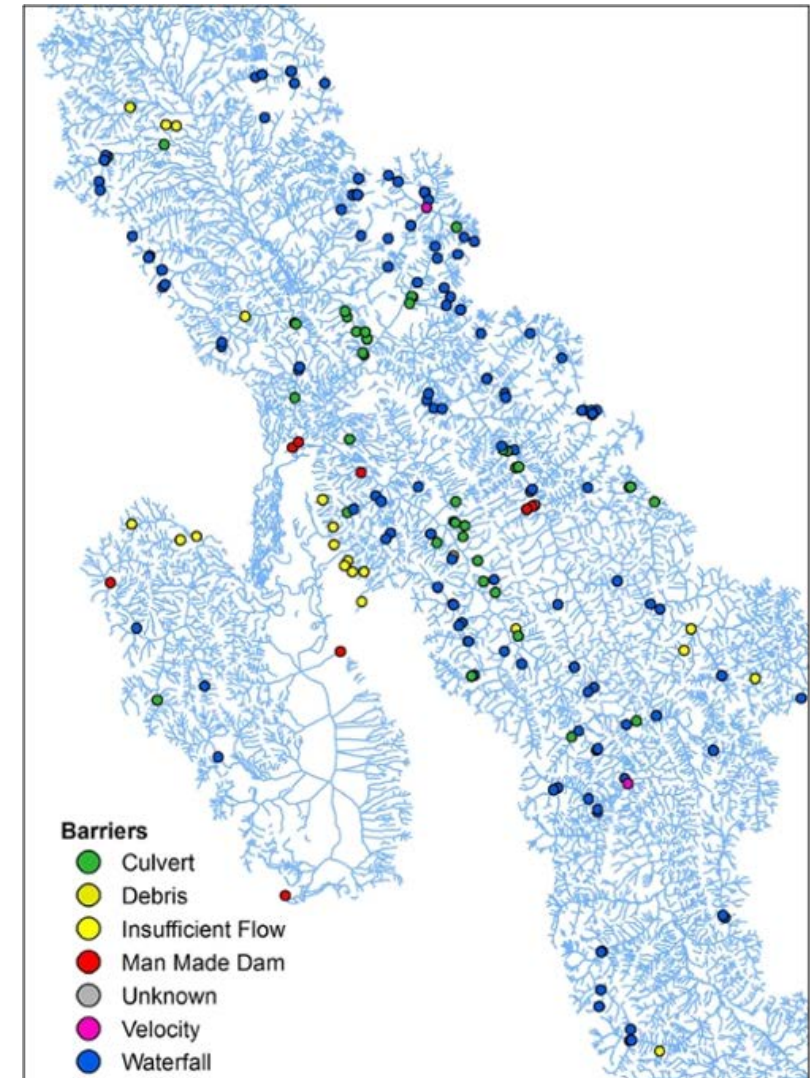 Barriers
Culvert
Debris
Insufficient Flow
Man Made Dam
Unknown
Velocity
Waterfall